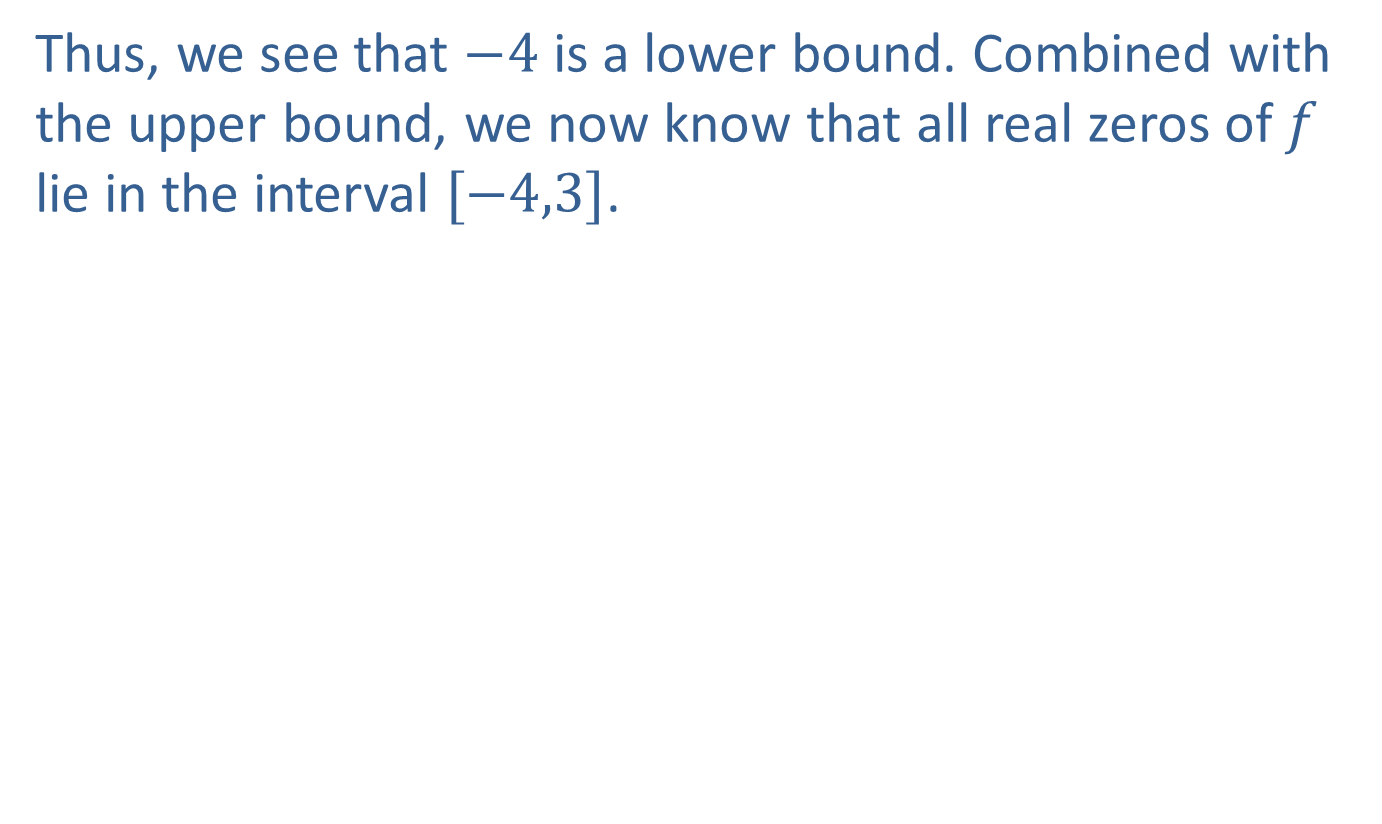 Thus, we see that −4 is a lower bound. Combined with
the upper bound, we now know that all real zeros of f
lie in the interval [−4,3].